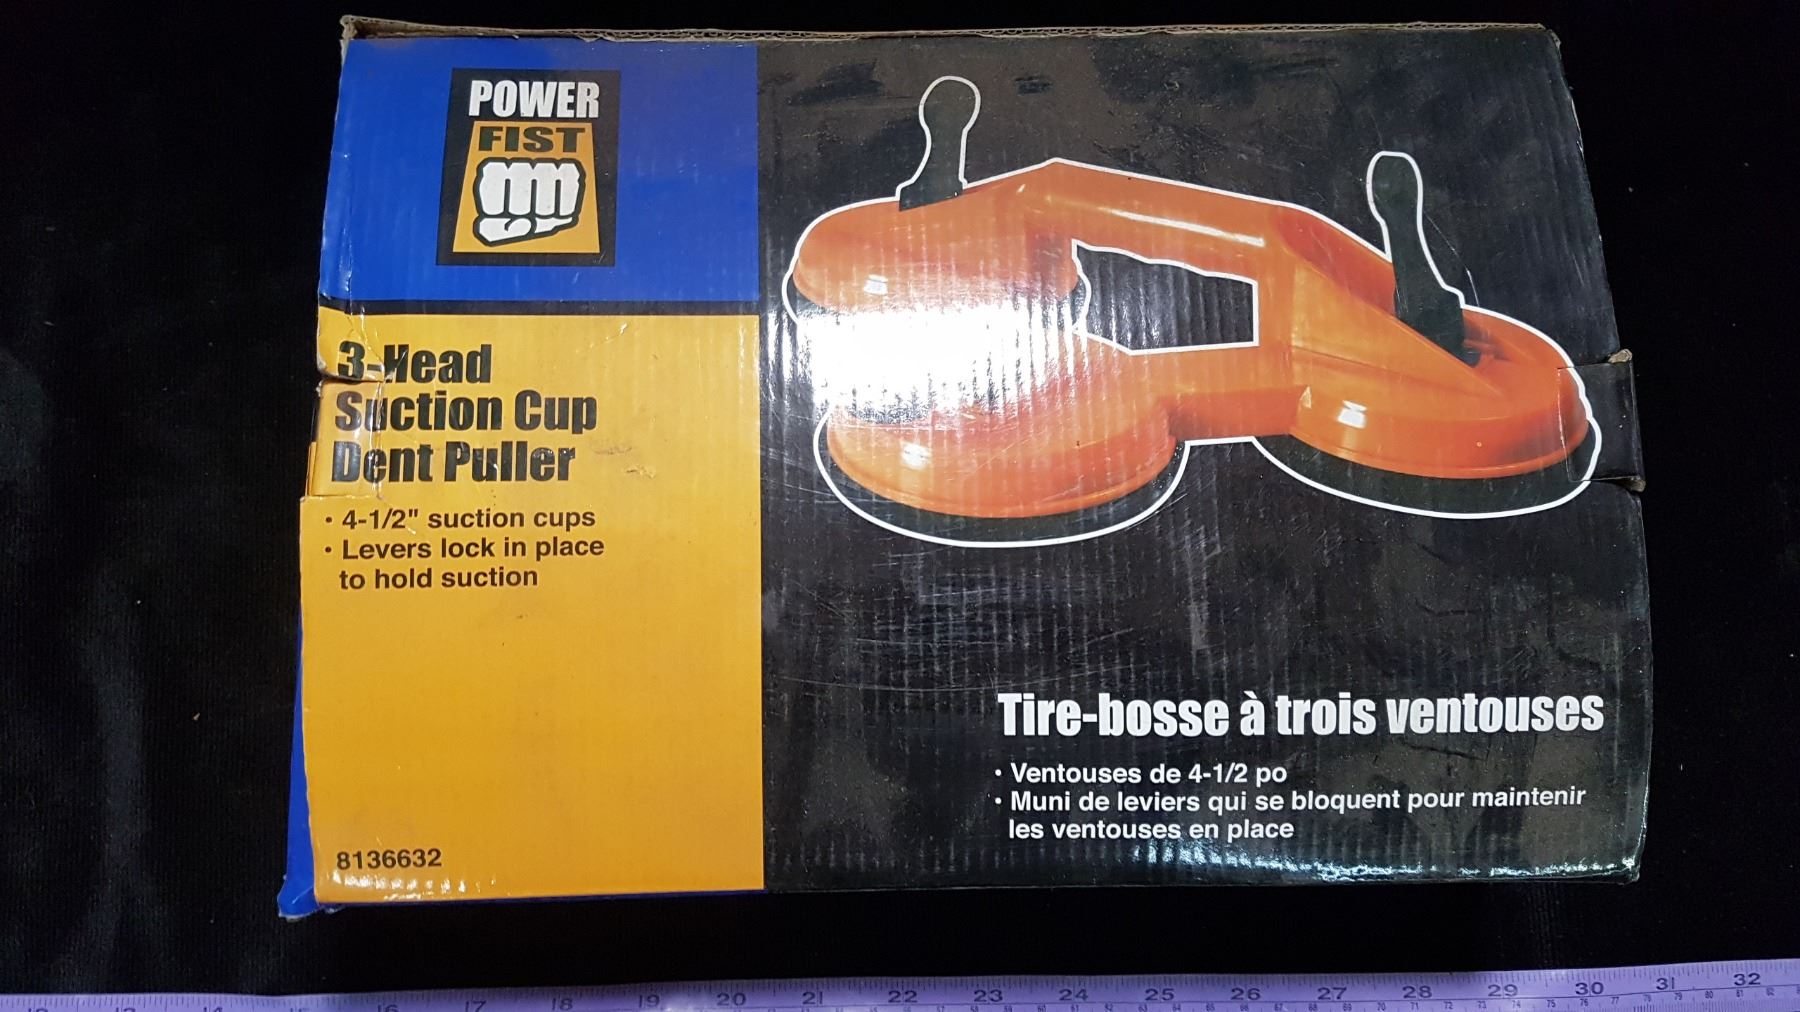 POWER
FIST
3-Head
Suction Cup
Dent Puller
• 4-1/2" suction cups
• Levers lock in place
to hold suction
8136632
Tire-bosse à trois ventouses
• Ventouses de 4-1/2 po
• Muni de leviers qui se bloquent pour maintenir
les ventouses en place
16 17 18 19 20 21 22 23 24 25 26 27 28 29 30 31 32